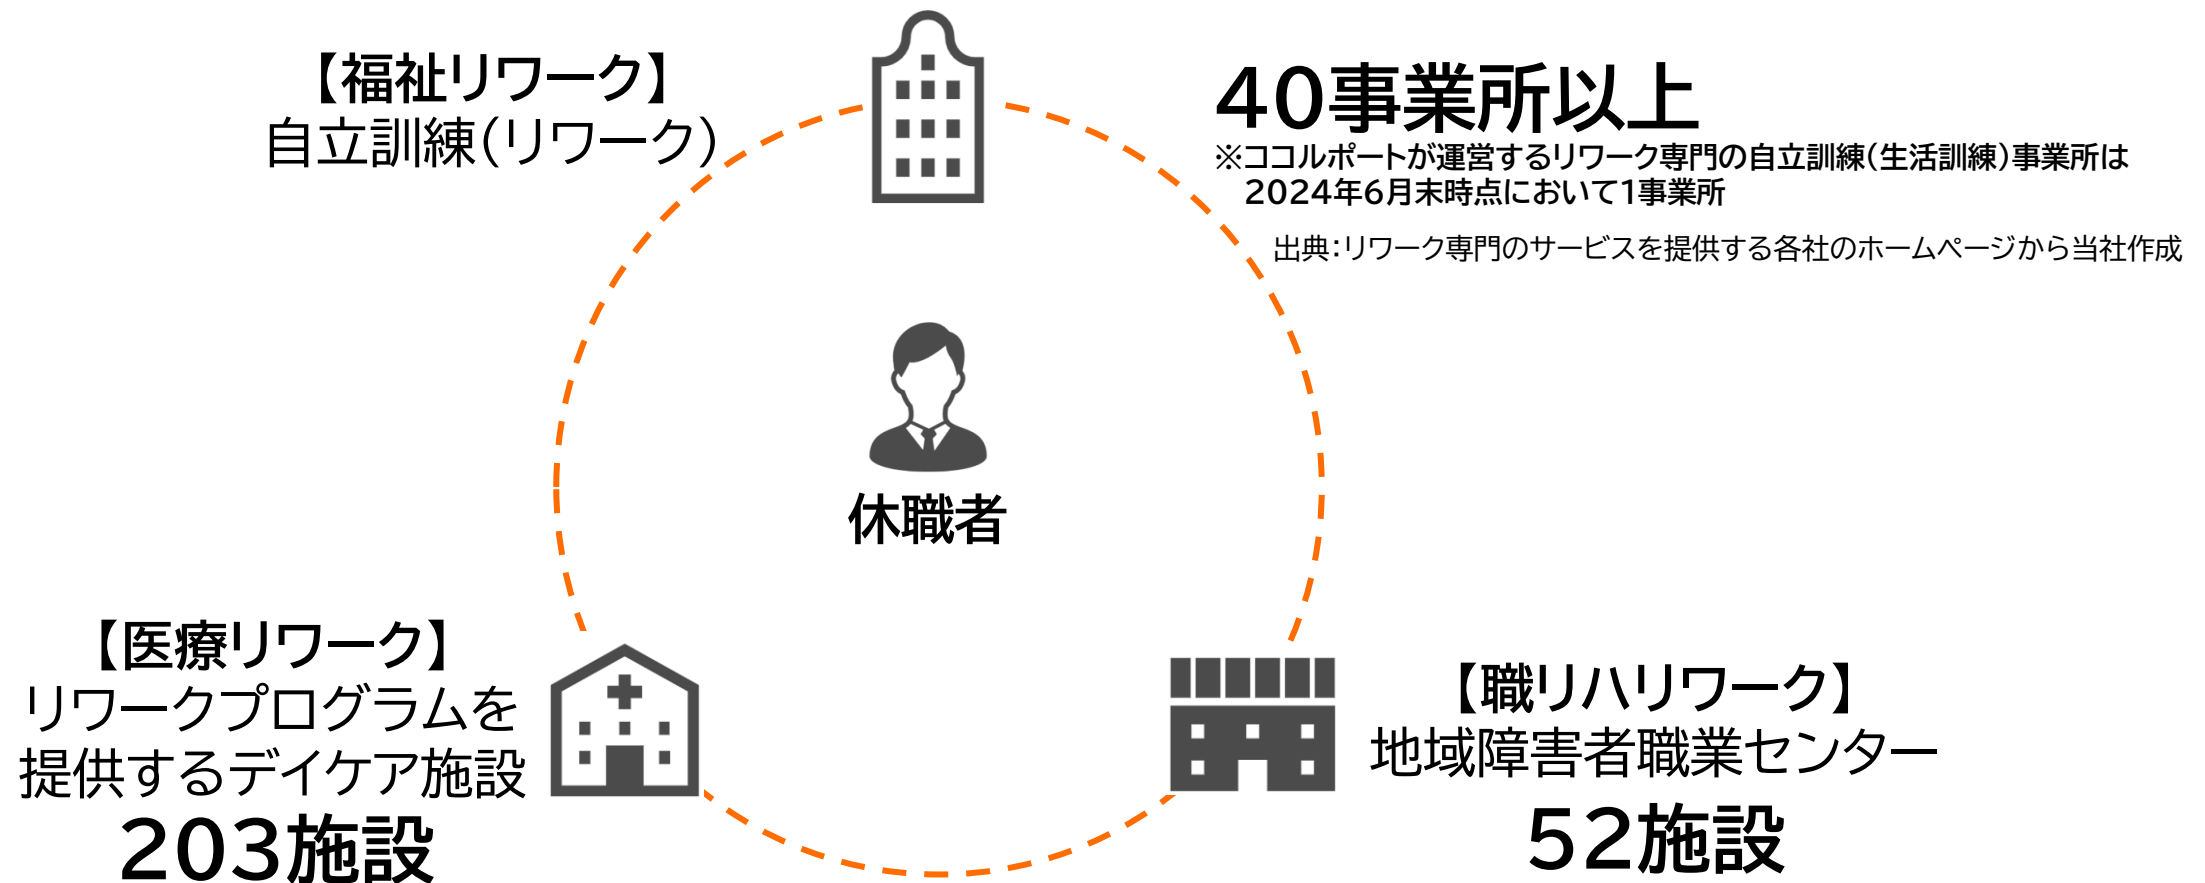 【福祉リワーク】
自立訓練(リワーク)
40事業所以上
※ココルポートが運営するリワーク専門の自立訓練(生活訓練)事業所は
2024年6月末時点において1事業所
出典:リワーク専門のサービスを提供する各社のホームページから当社作成
休職者
【医療リワーク】
リワークプログラムを
提供するデイケア施設
203施設
【職リハリワーク】
地域障害者職業センター
52施設